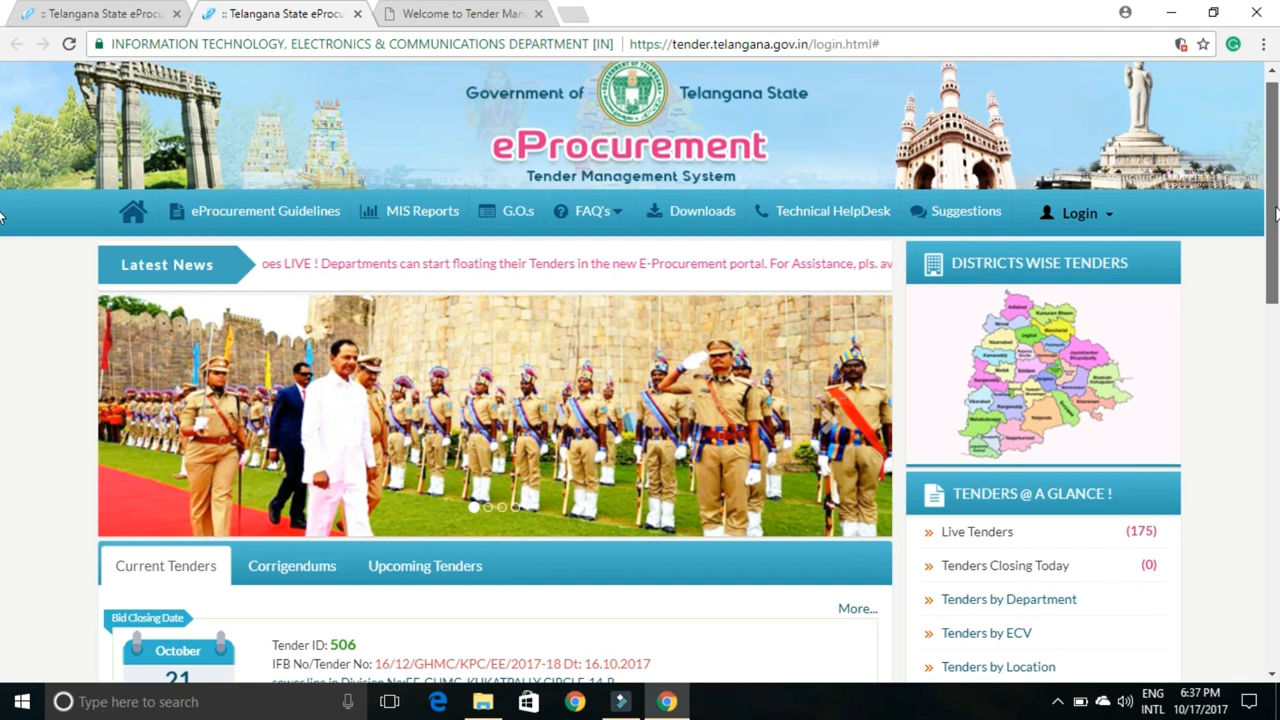 :: Telangana State eProcu
:: Telangana State eProcu
Welcome to Tender Man
INFORMATION TECHNOLOGY, ELECTRONICS & COMMUNICATIONS DEPARTMENT [IN]
https://tender.telangana.gov.in/login.html#
Government of Telangana State
eProcurement
Tender Management System
eProcurement Guidelines
MIS Reports
G.O.s
FAQ's
Downloads
Technical HelpDesk
Suggestions
Login
Latest News
oes LIVE ! Departments can start floating their Tenders in the new E-Procurement portal. For Assistance, pls. av
DISTRICTS WISE TENDERS
TENDERS @ A GLANCE !
Live Tenders (175)
Tenders Closing Today (0)
Tenders by Department
Tenders by ECV
Tenders by Location
Current Tenders
Corrigendums
Upcoming Tenders
More...
Bid Closing Date
October
21
Tender ID: 506
IFB No/Tender No: 16/12/GHMC/KPC/EE/2017-18 Dt: 16.10.2017
Type here to search
ENG
INTL
6:37 PM
10/17/2017